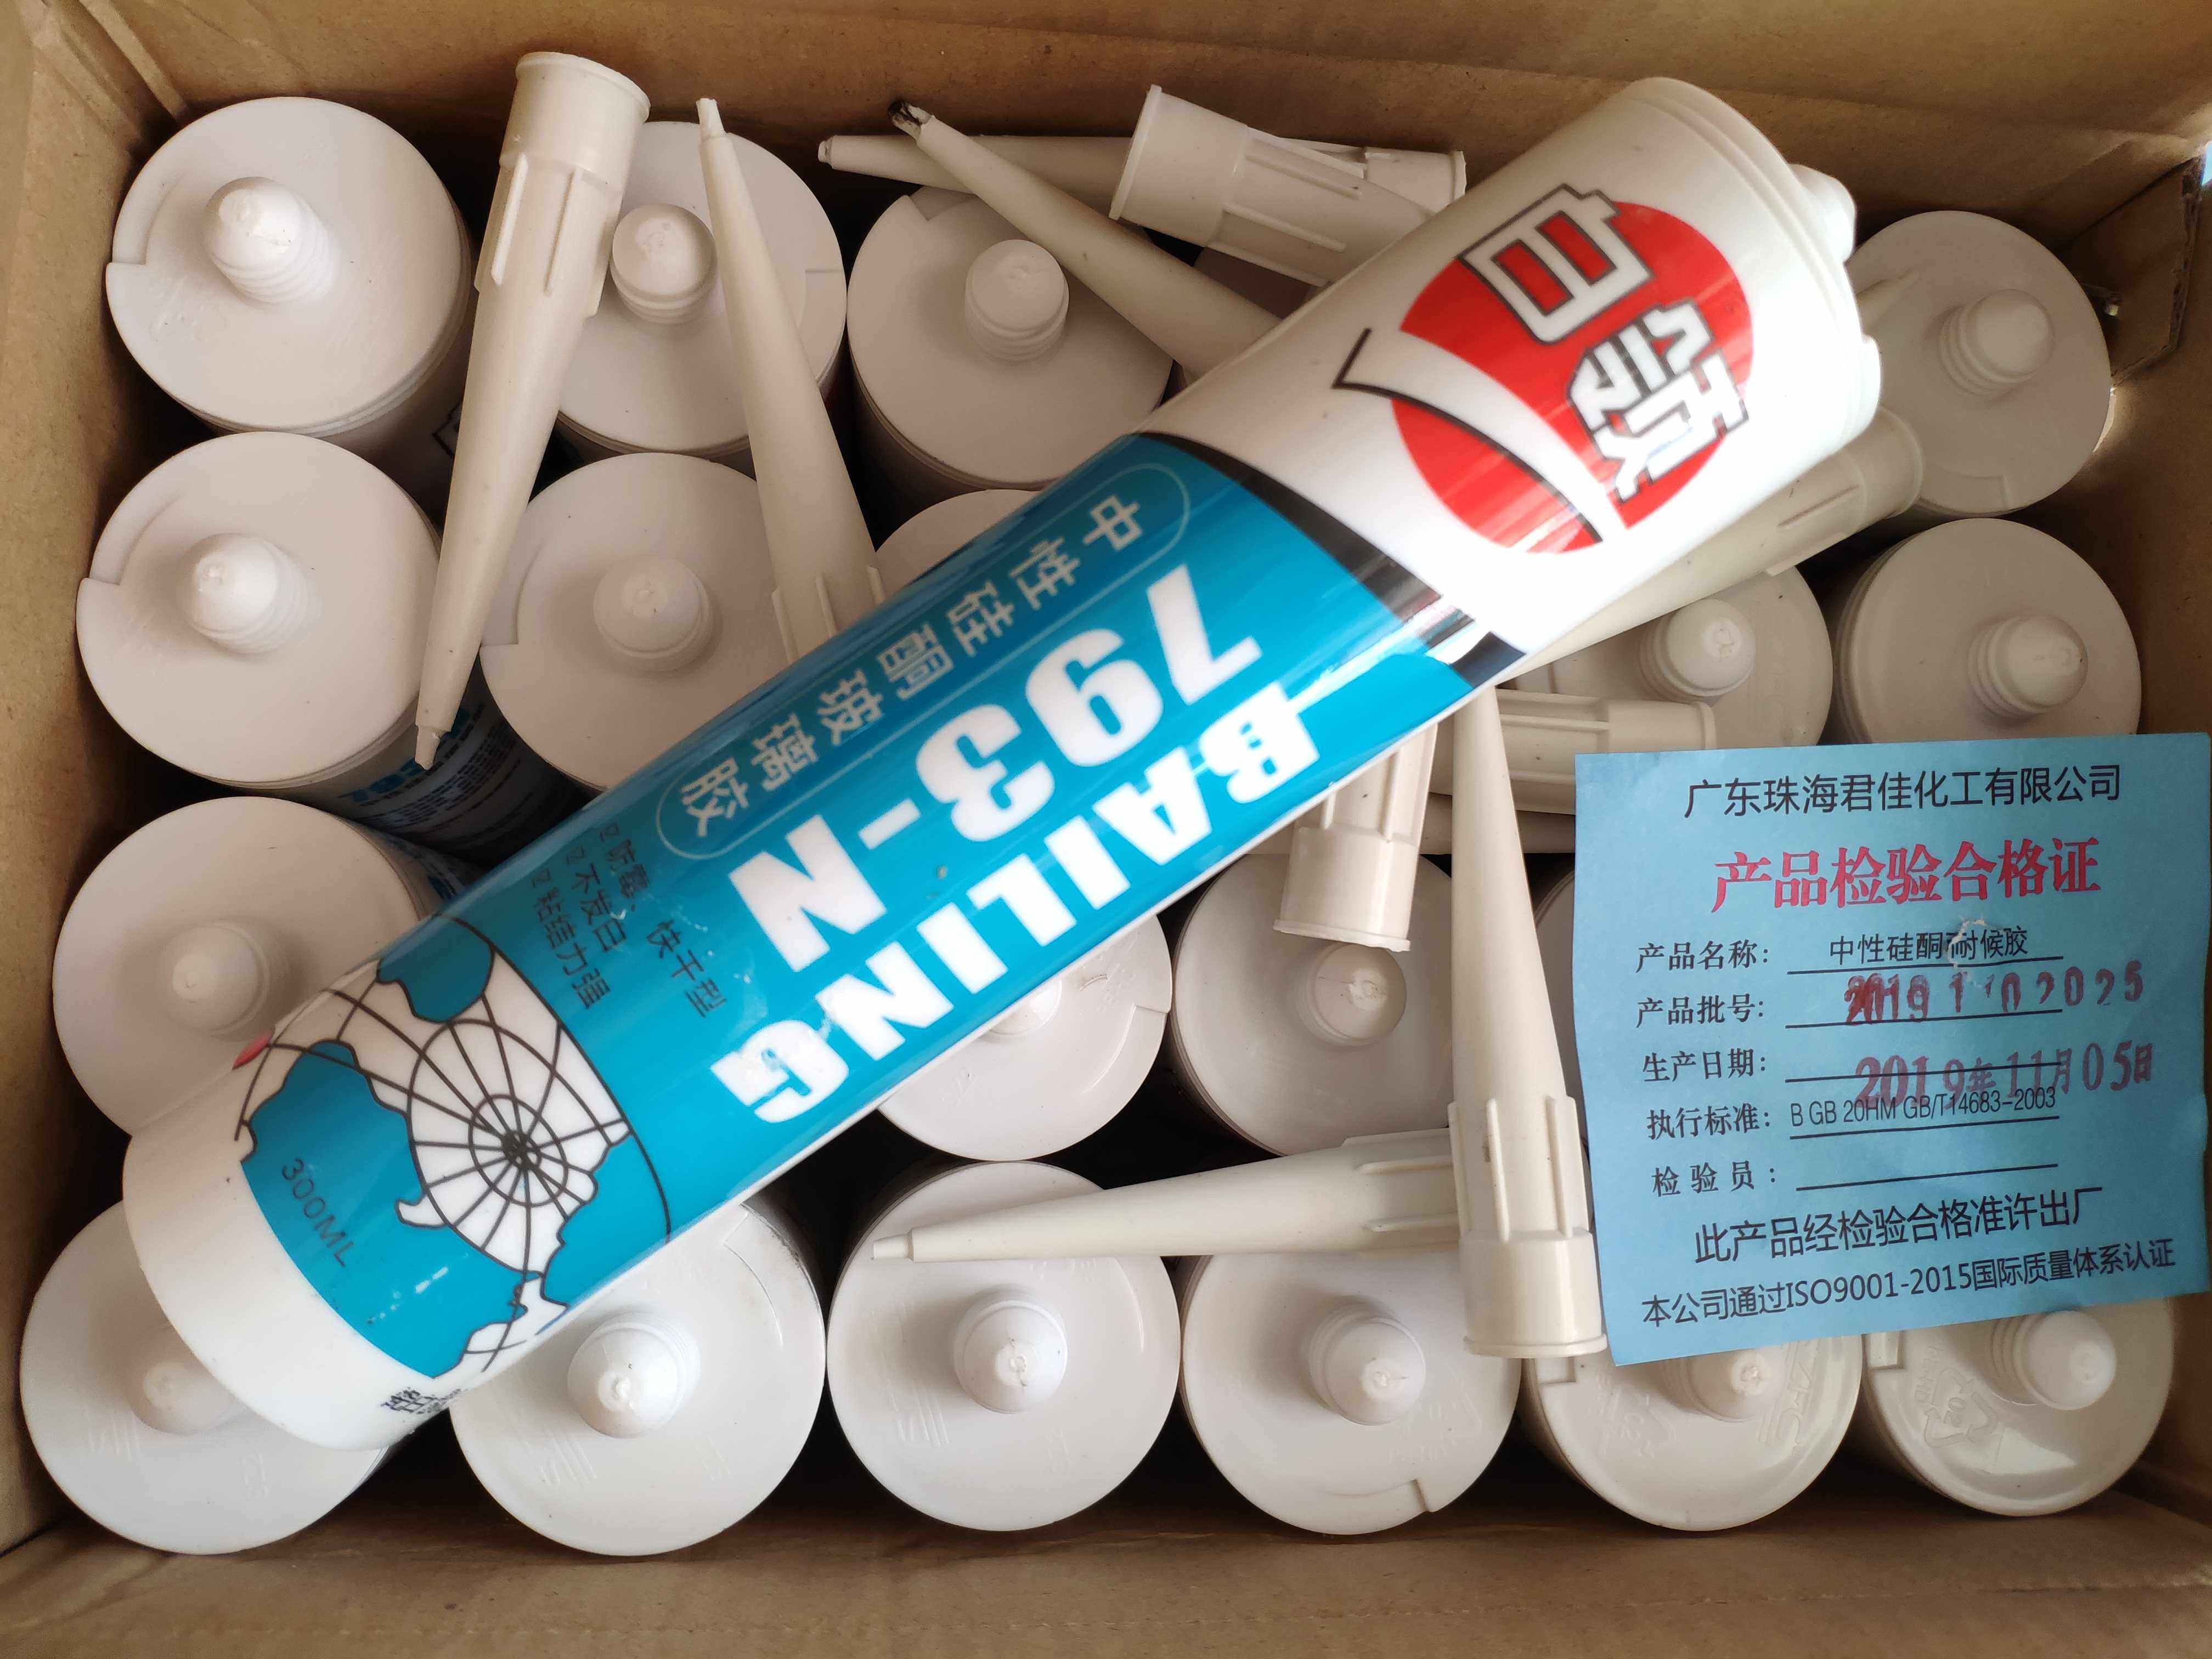 白领
中性硅酮玻璃胶
793-N
BAILING
防霉、快干型
不发白
粘结力强
300ML
广东珠海君佳化工有限公司
产品检验合格证
产品名称： 中性硅酮耐候胶
产品批号：
生产日期： 2019年11月05日
执行标准： B GB 20HM GB/T14683-2003
检 验 员 ：
此产品经检验合格准许出厂
本公司通过ISO9001-2015国际质量体系认证